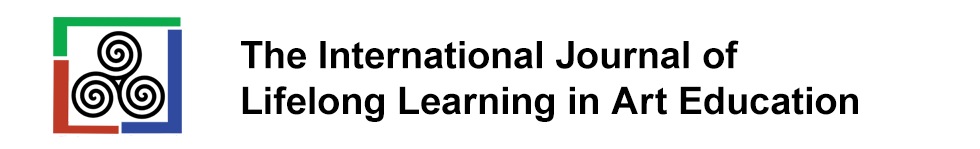 The International Journal of
Lifelong Learning in Art Education